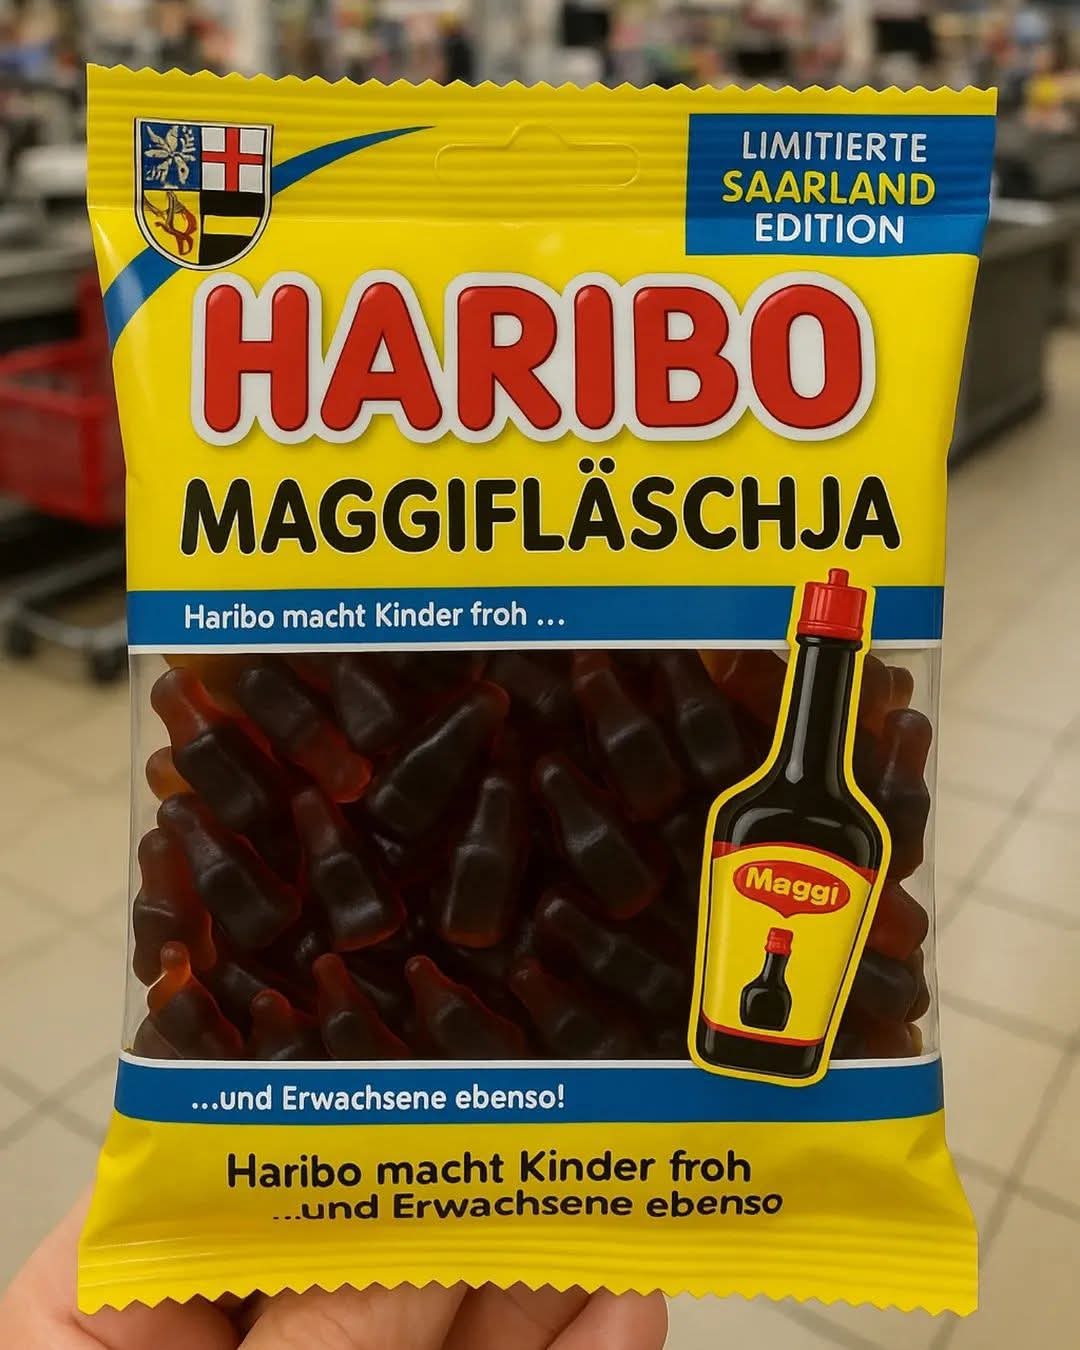 LIMITIERTE
SAARLAND
EDITION
HARIBO
MAGGIFLÄSCHJA
Haribo macht Kinder froh ...
Maggi
...und Erwachsene ebenso!
Haribo macht Kinder froh
...und Erwachsene ebenso